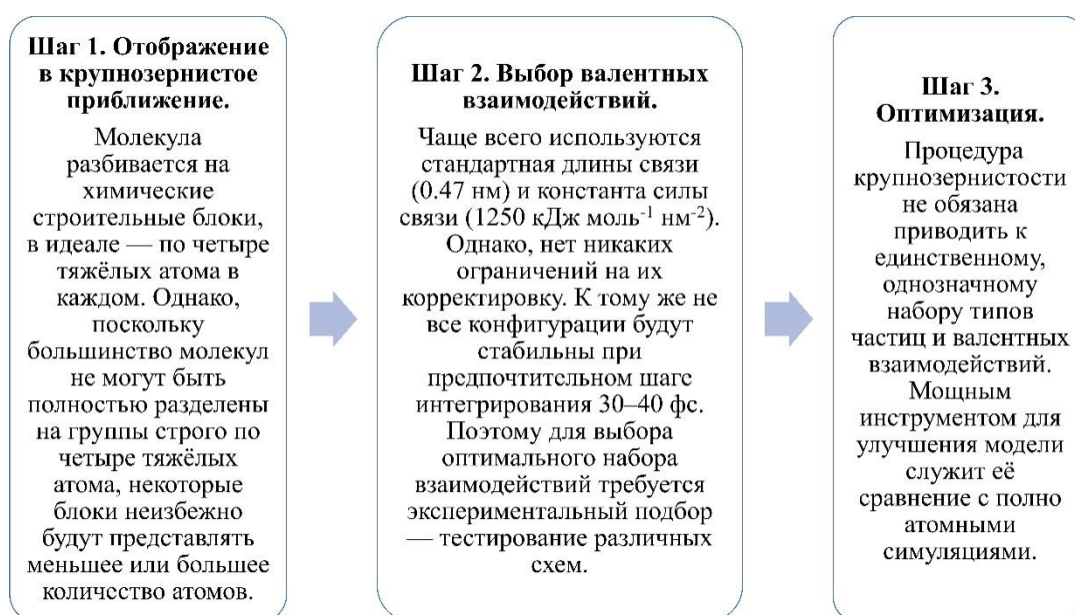 Шаг 1. Отображение
в крупнозернистое
приближение.
Молекула
разбивается на
химические
строительные блоки,
в идеале — по четыре
тяжёлых атома в
каждом. Однако,
поскольку
большинство молекул
не могут быть
полностью разделены
на группы строго по
четыре тяжёлых
атома, некоторые
блоки неизбежно
будут представлять
меньшее или большее
количество атомов.
Шаг 2. Выбор валентных
взаимодействий.
Чаще всего используются
стандартная длины связи
(0.47 нм) и константа силы
связи (1250 кДж моль⁻¹ нм⁻²).
Однако, нет никаких
ограничений на их
корректировку. К тому же не
все конфигурации будут
стабильны при
предпочтительном шаге
интегрирования 30–40 фс.
Поэтому для выбора
оптимального набора
взаимодействий требуется
экспериментальный подбор
— тестирование различных
схем.
Шаг 3.
Оптимизация.
Процедура
крупнозернистости
не обязана
приводить к
единственному,
однозначному
набору типов
частиц и валентных
взаимодействий.
Мощным
инструментом для
улучшения модели
служит её
сравнение с полно
атомными
симуляциями.